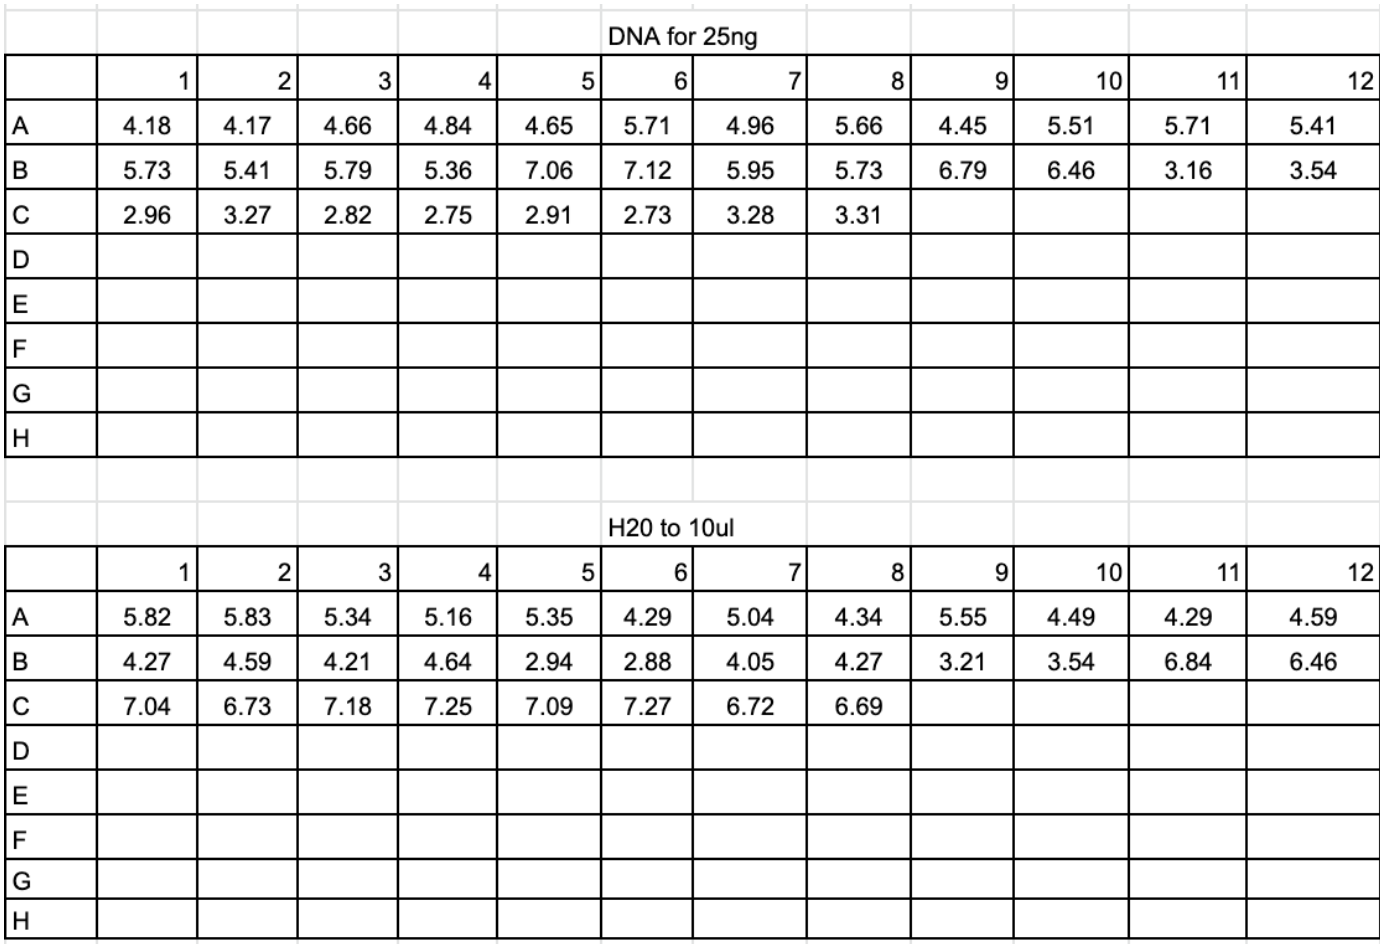 DNA for 25ng
1 2 3 4 5 6 7 8 9 10 11 12
A 4.18 4.17 4.66 4.84 4.65 5.71 4.96 5.66 4.45 5.51 5.71 5.41
B 5.73 5.41 5.79 5.36 7.06 7.12 5.95 5.73 6.79 6.46 3.16 3.54
C 2.96 3.27 2.82 2.75 2.91 2.73 3.28 3.31
D
E
F
G
H
H20 to 10ul
1 2 3 4 5 6 7 8 9 10 11 12
A 5.82 5.83 5.34 5.16 5.35 4.29 5.04 4.34 5.55 4.49 4.29 4.59
B 4.27 4.59 4.21 4.64 2.94 2.88 4.05 4.27 3.21 3.54 6.84 6.46
C 7.04 6.73 7.18 7.25 7.09 7.27 6.72 6.69
D
E
F
G
H